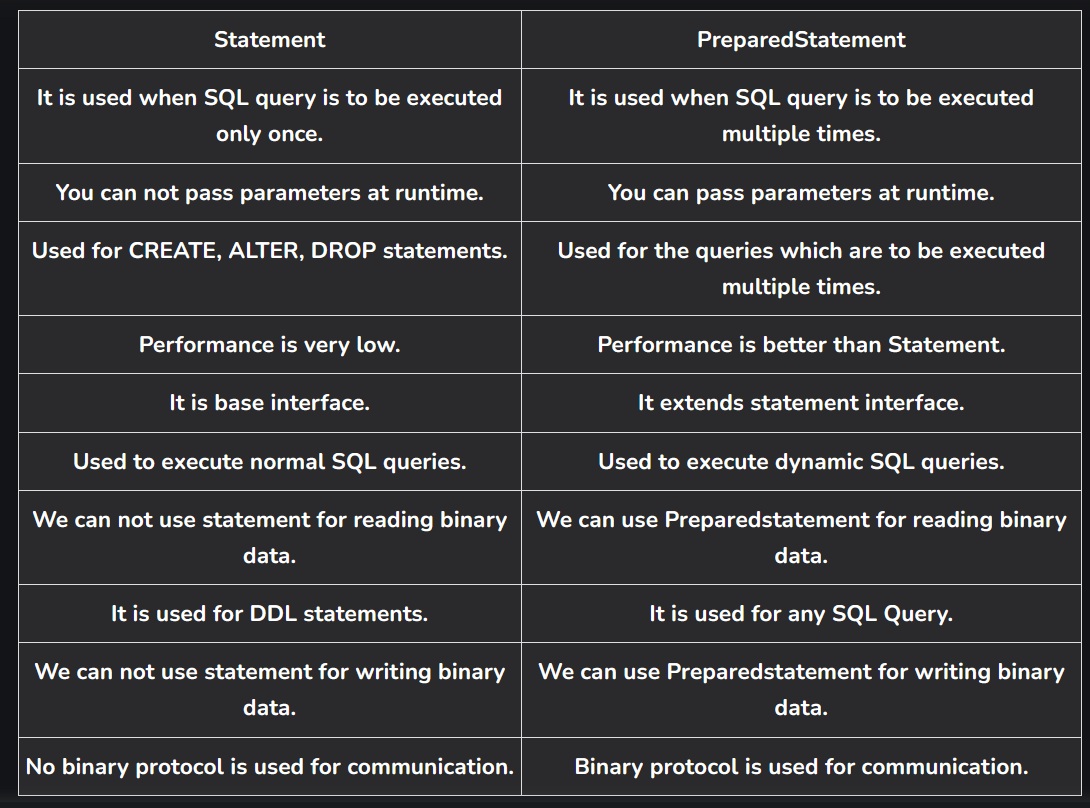 Statement
PreparedStatement
It is used when SQL query is to be executed
only once.
It is used when SQL query is to be executed
multiple times.
You can not pass parameters at runtime.
You can pass parameters at runtime.
Used for CREATE, ALTER, DROP statements.
Used for the queries which are to be executed
multiple times.
Performance is very low.
Performance is better than Statement.
It is base interface.
It extends statement interface.
Used to execute normal SQL queries.
Used to execute dynamic SQL queries.
We can not use statement for reading binary
data.
We can use Preparedstatement for reading binary
data.
It is used for DDL statements.
It is used for any SQL Query.
We can not use statement for writing binary
data.
We can use Preparedstatement for writing binary
data.
No binary protocol is used for communication.
Binary protocol is used for communication.